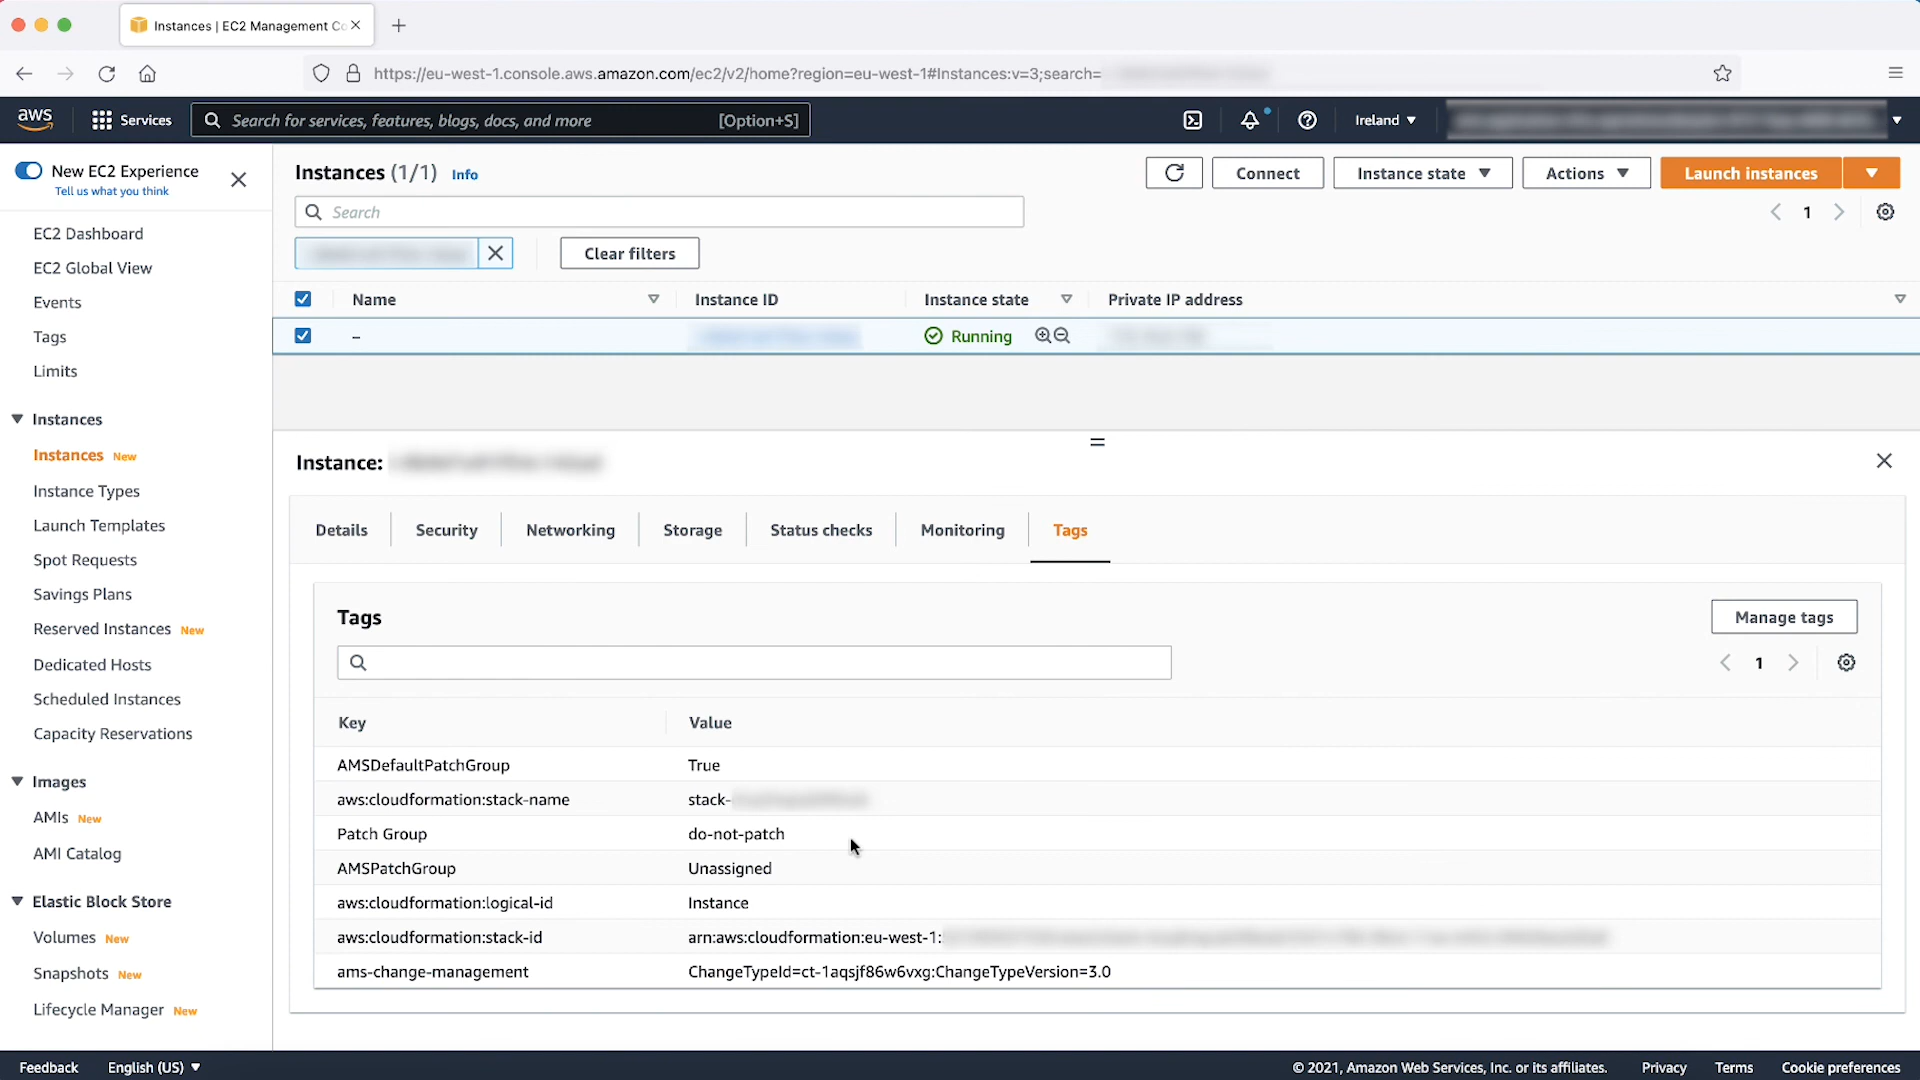 Instances | EC2 Management Co
https://eu-west-1.console.aws.amazon.com/ec2/v2/home?region=eu-west-1#Instances:v=3;search=
aws
Services
Search for services, features, blogs, docs, and more
[Option+S]
Ireland
New EC2 Experience
Tell us what you think
EC2 Dashboard
EC2 Global View
Events
Tags
Limits
Instances
Instances New
Instance Types
Launch Templates
Spot Requests
Savings Plans
Reserved Instances New
Dedicated Hosts
Scheduled Instances
Capacity Reservations
Images
AMIs New
AMI Catalog
Elastic Block Store
Volumes New
Snapshots New
Lifecycle Manager New
Instances (1/1) Info
Connect
Instance state
Actions
Launch instances
Search
1
Clear filters
Name
Instance ID
Instance state
Private IP address
–
Running
Instance:
Details
Security
Networking
Storage
Status checks
Monitoring
Tags
Tags
Manage tags
1
Key
Value
AMSDefaultPatchGroup
True
aws:cloudformation:stack-name
stack-
Patch Group
do-not-patch
AMSPatchGroup
Unassigned
aws:cloudformation:logical-id
Instance
aws:cloudformation:stack-id
arn:aws:cloudformation:eu-west-1:
ams-change-management
ChangeTypeId=ct-1aqsjf86w6vxg:ChangeTypeVersion=3.0
Feedback
English (US)
© 2021, Amazon Web Services, Inc. or its affiliates.
Privacy
Terms
Cookie preferences